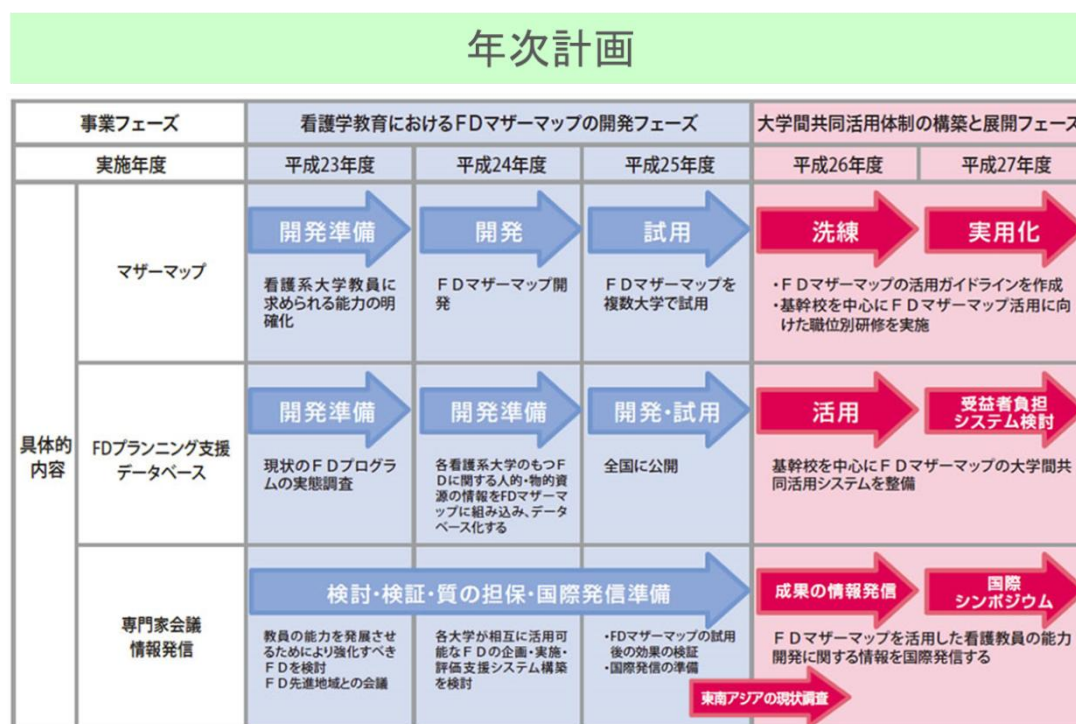 年次計画
事業フェーズ
看護学教育におけるＦＤマザーマップの開発フェーズ
大学間共同活用体制の構築と展開フェーズ
実施年度
平成23年度
平成24年度
平成25年度
平成26年度
平成27年度
具体的
内容
マザーマップ
開発準備
開発
試用
洗練
実用化
看護系大学教員に
求められる能力の明
確化
ＦＤマザーマップ開
発
ＦＤマザーマップを
複数大学で試用
・ＦＤマザーマップの活用ガイドラインを作成
・基幹校を中心にＦＤマザーマップ活用に向
けた職位別研修を実施
FDプランニング支援
データベース
開発準備
開発準備
開発・試用
活用
受益者負担
システム検討
現状のＦＤプログラ
ムの実態調査
各看護系大学のもつＦ
Ｄに関する人的・物的資
源の情報をFDマザーマ
ップに組み込み、データ
ベース化する
全国に公開
基幹校を中心にＦＤマザーマップの大学間共
同活用システムを整備
専門家会議
情報発信
検討・検証・質の担保・国際発信準備
成果の情報発信
国際
シンポジウム
教員の能力を発展させ
るためにより強化すべき
ＦＤを検討
ＦＤ先進地域との会議
各大学が相互に活用可
能なＦＤの企画・実施・
評価支援システム構築
を検討
・FDマザーマップの試用
後の効果の検証
・国際発信の準備
ＦＤマザーマップを活用した看護教員の能力
開発に関する情報を国際発信する
東南アジアの現状調査